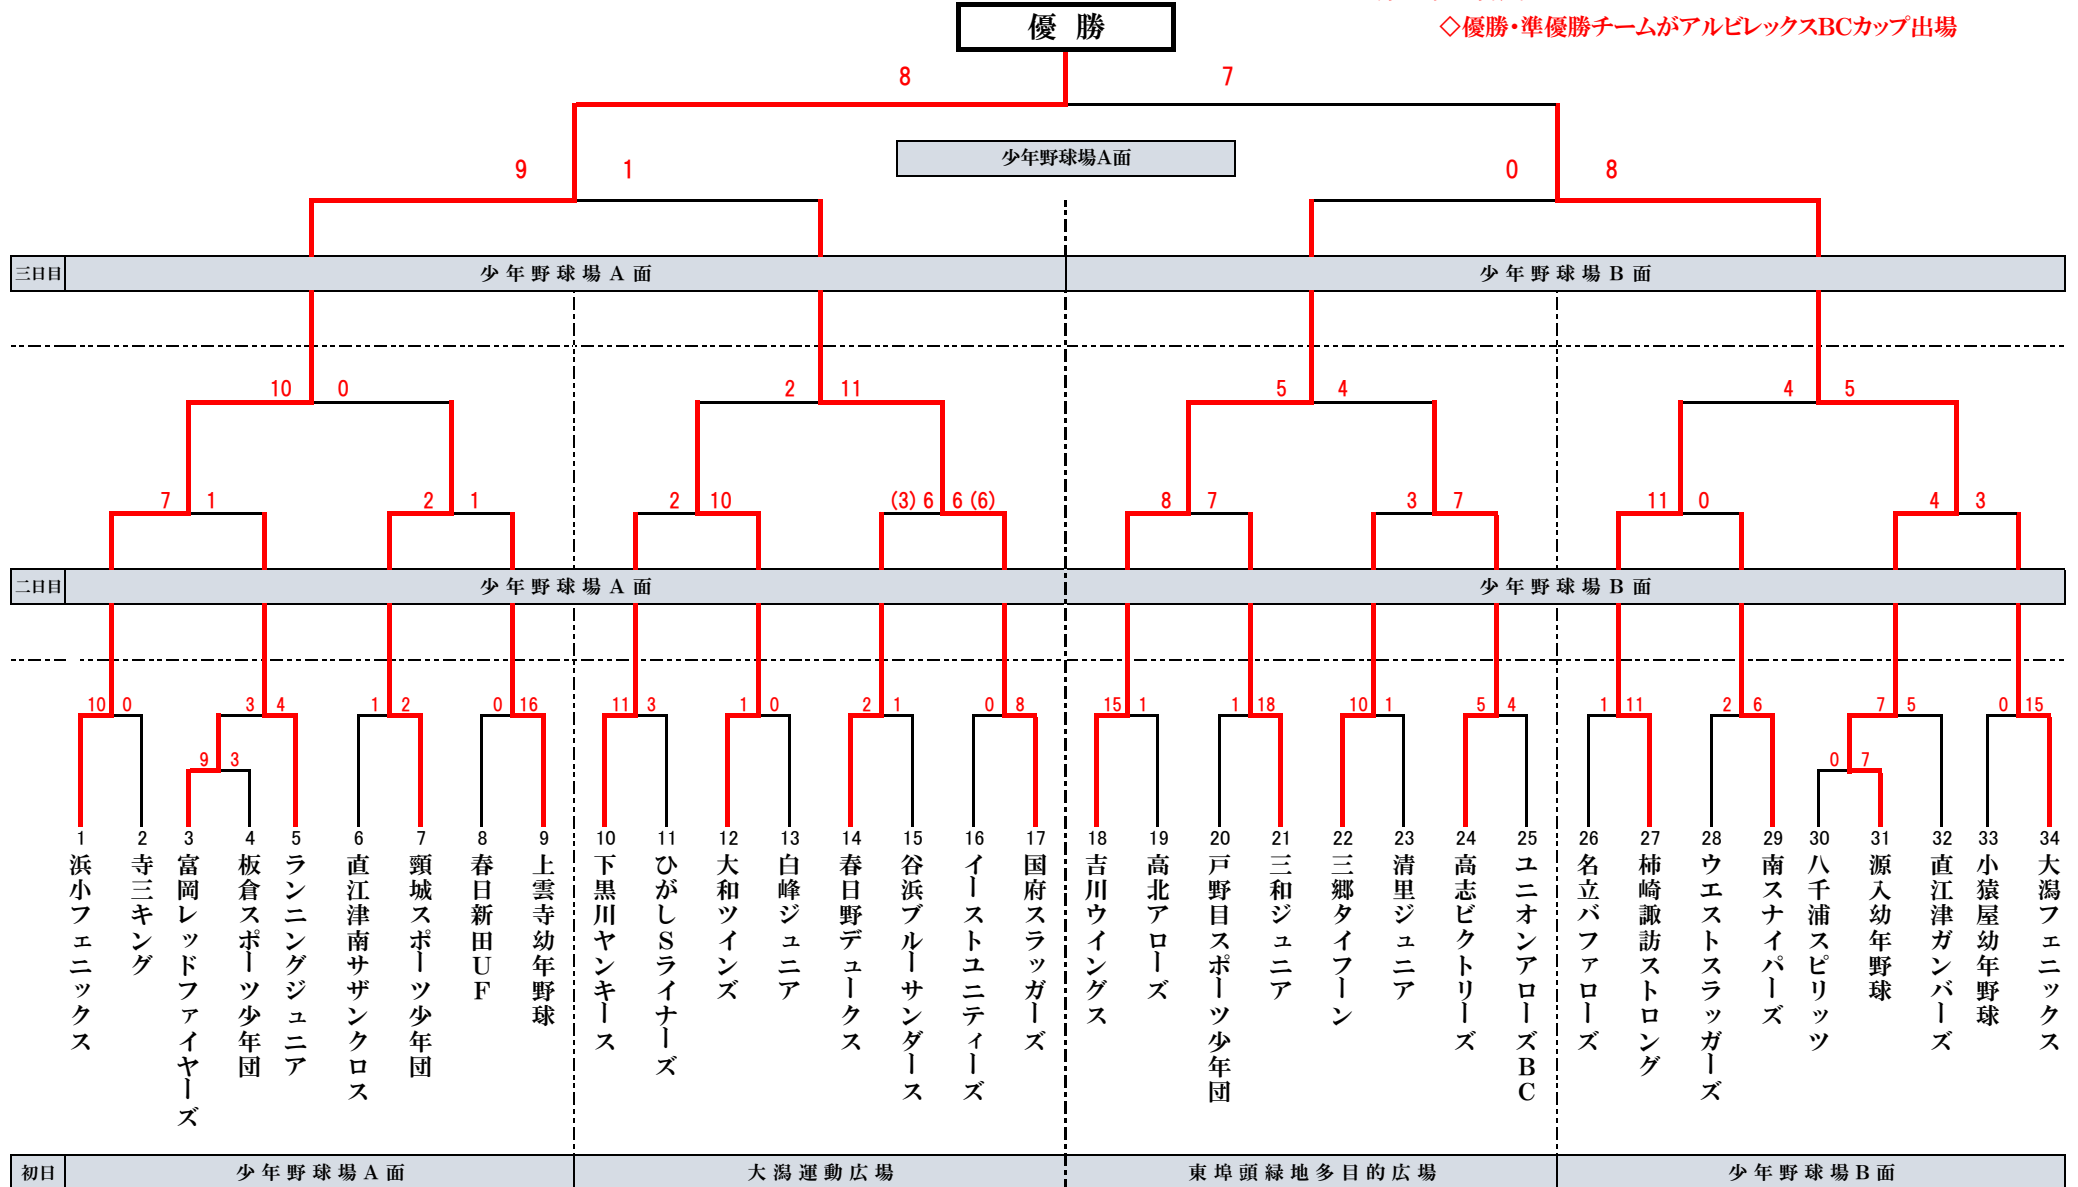 優 勝
◇優勝・準優勝チームがアルビレックスBCカップ出場
8 7
少年野球場A面
9 1 0 8
三日目 少年野球場A面 少年野球場B面
10 0 2 11 5 4 4 5
7 1 2 1 2 10 (3) 6 6 (6) 8 7 3 7 11 0 4 3
二日目 少年野球場A面 少年野球場B面
10 0 3 4 1 2 0 16 11 3 1 0 2 1 0 8 15 1 1 18 10 1 5 4 1 11 2 6 7 5 0 15
9 3 0 7
1 浜小フェニックス
2 寺三キング
3 富岡レッドファイヤーズ
4 板倉スポーツ少年団
5 ランニングジュニア
6 直江津南サザンクロス
7 頸城スポーツ少年団
8 春日新田UF
9 上雲寺幼年野球
10 下黒川ヤンキース
11 ひがしSライナーズ
12 大和ツインズ
13 白峰ジュニア
14 春日野デュークス
15 谷浜ブルーサンダース
16 イーストユニティーズ
17 国府スラッガーズ
18 吉川ウイングス
19 高北アローズ
20 戸野目スポーツ少年団
21 三和ジュニア
22 三郷タイフーン
23 清里ジュニア
24 高志ビクトリーズ
25 ユニオンアローズBC
26 名立バファローズ
27 柿崎諏訪ストロング
28 ウエストスラッガーズ
29 南スナイパーズ
30 八千浦スピリッツ
31 源入幼年野球
32 直江津ガンバーズ
33 小猿屋幼年野球
34 大潟フェニックス
初日 少年野球場A面 大潟運動広場 東埠頭緑地多目的広場 少年野球場B面